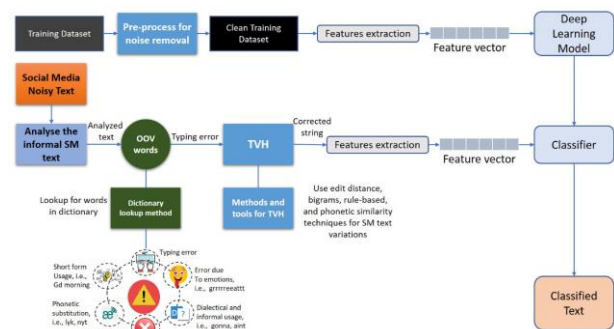 Training Dataset
Pre-process for
noise removal
Clean Training
Dataset
Features extraction
Feature vector
Deep
Learning
Model
Social Media
Noisy Text
Analyse the
informal SM
text
Analyzed
text
OOV
words
Typing error
TVH
Corrected
string
Features extraction
Feature vector
Classifier
Lookup for words
in dictionary
Dictionary
lookup method
Methods and
tools for TVH
Use edit distance,
bigrams, rule-based,
and phonetic similarity
techniques for SM text
variations
Typing error
Short form
Usage, i.e.,
Gd morning
Error due
To emotions,
i.e., grrrrreeattt
Phonetic
substitution,
i.e., lyk, nyt
æ
?
Dialectical and
informal usage,
i.e., gonna, aint
Classified
Text